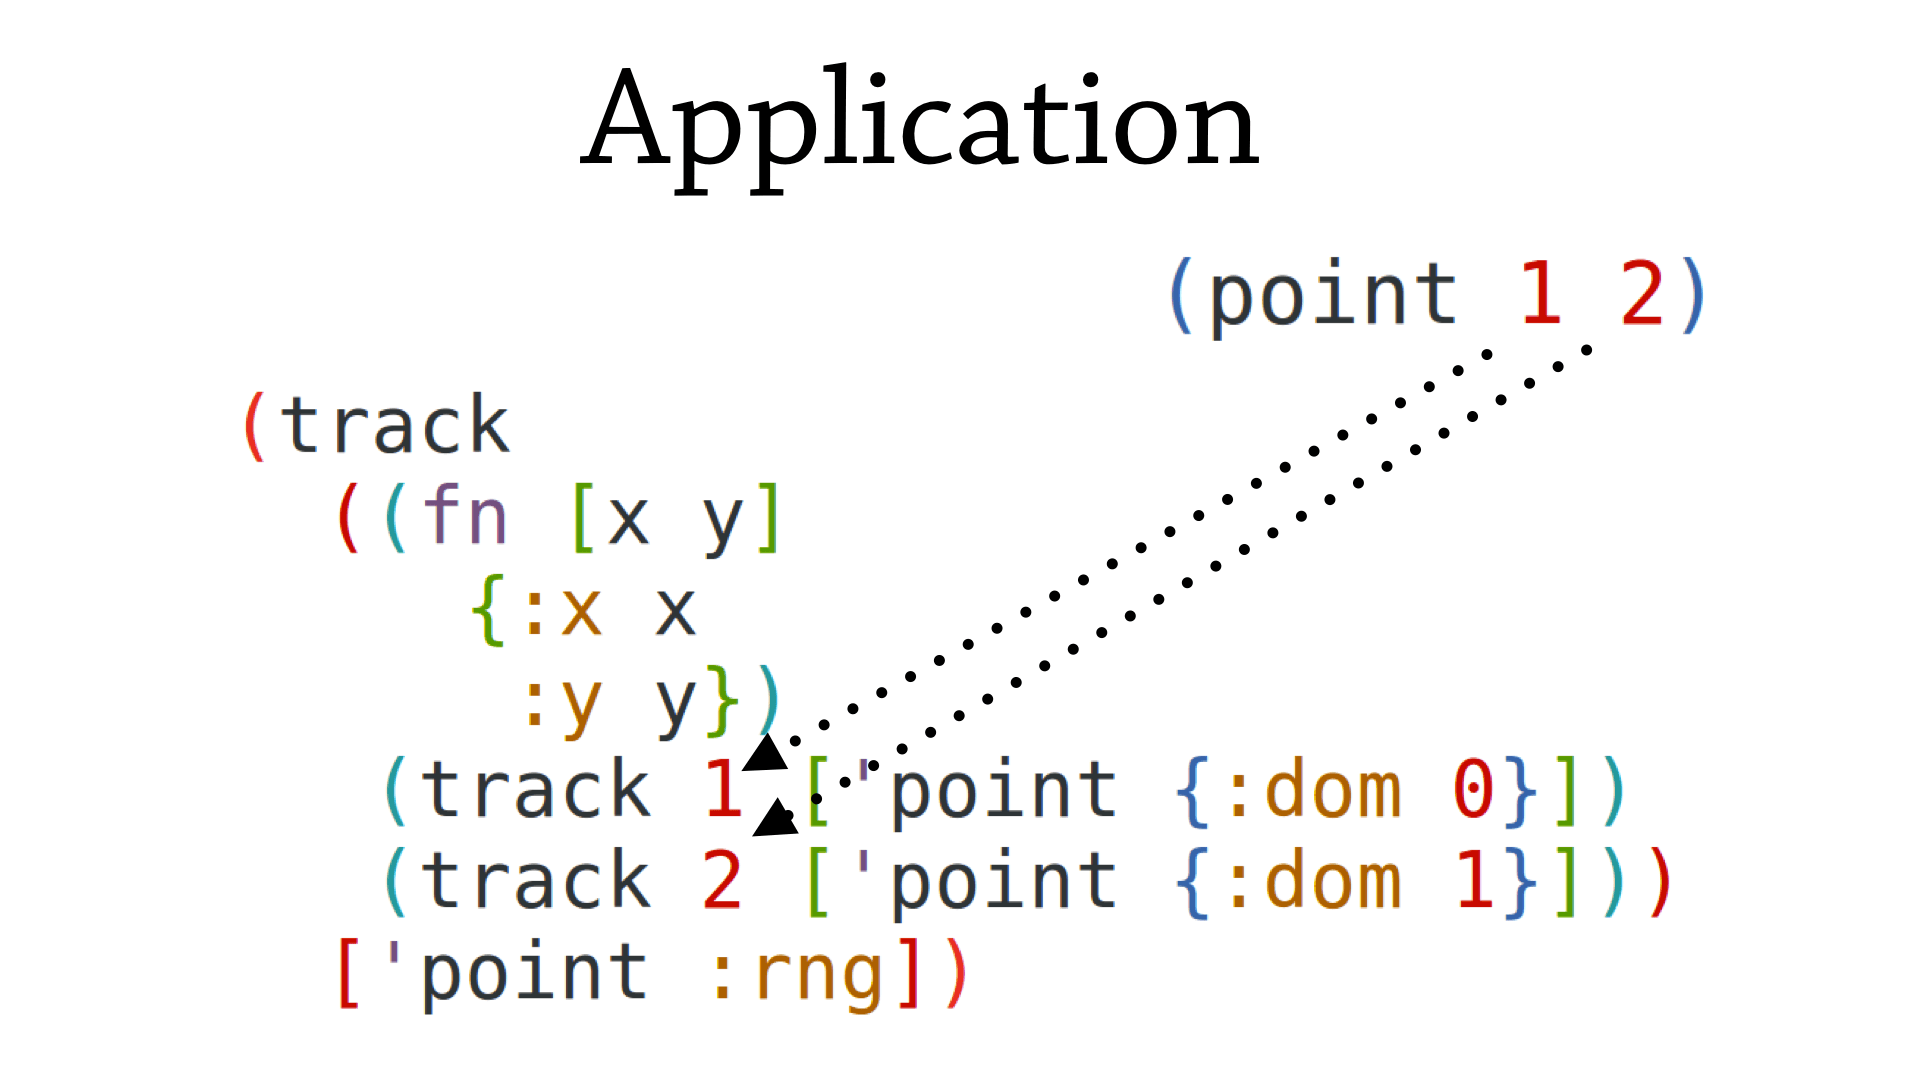 Application
(point 1 2)
(track
((fn [x y]
{:x x
:y y})
(track 1 ['point {:dom 0}])
(track 2 ['point {:dom 1}]))
['point :rng])